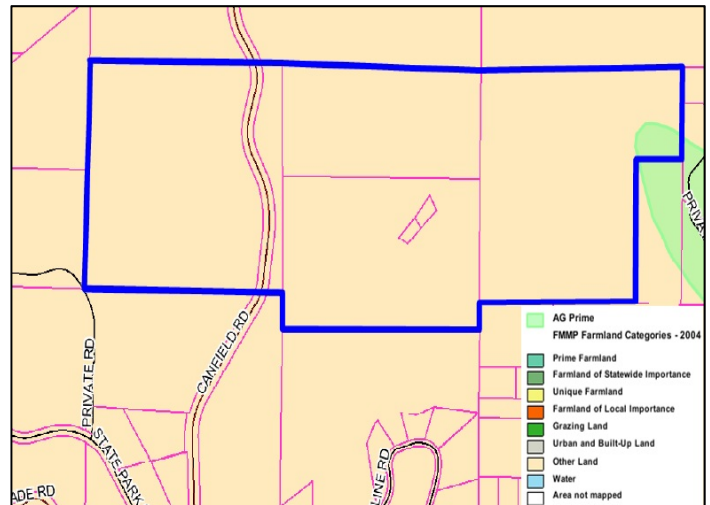 PRIVA
CANFIELD RD
PRIVATE RD
STATE PARK
ADE RD
LINE RD
AG Prime
FMMP Farmland Categories - 2004
Prime Farmland
Farmland of Statewide Importance
Unique Farmland
Farmland of Local Importance
Grazing Land
Urban and Built-Up Land
Other Land
Water
Area not mapped